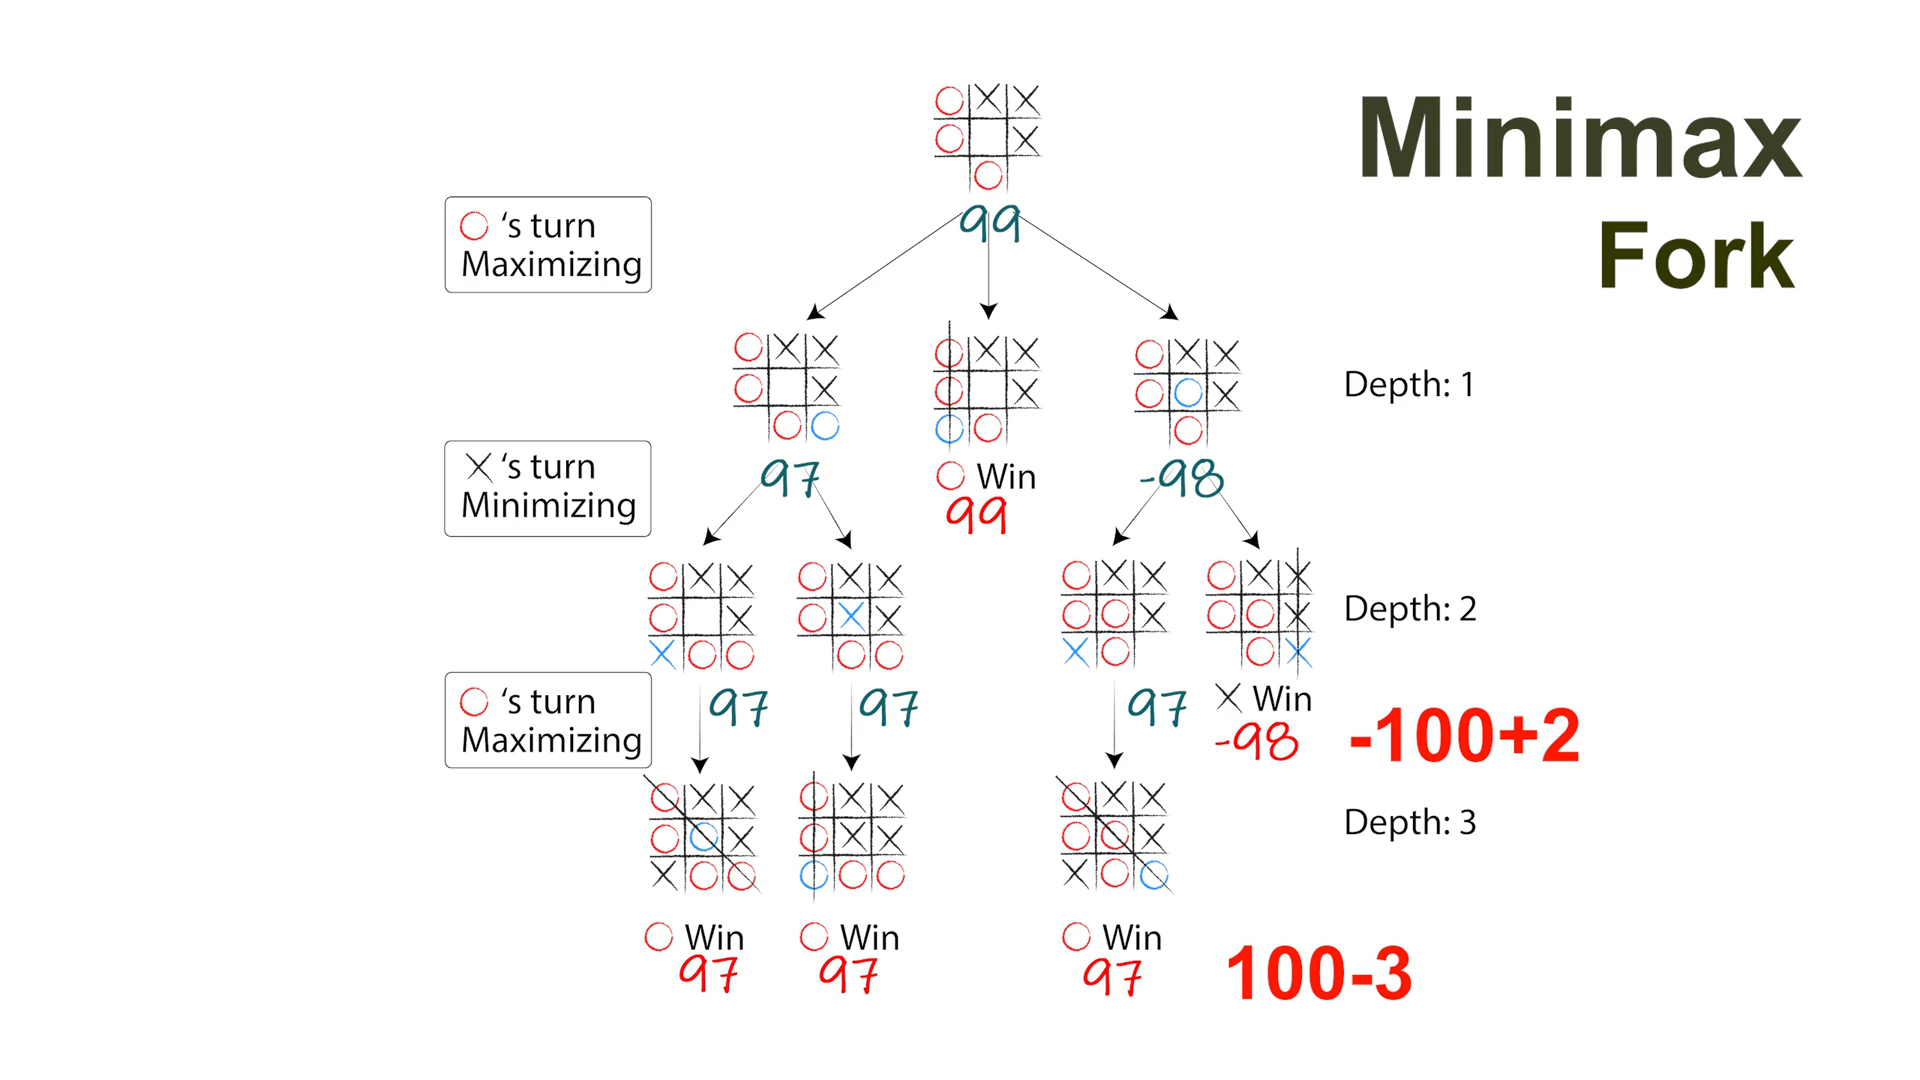 Minimax
Fork
99
O 's turn
Maximizing
Depth: 1
97
O Win
99
-98
X 's turn
Minimizing
Depth: 2
97
97
97
X Win
-98
-100+2
O 's turn
Maximizing
Depth: 3
O Win
97
O Win
97
O Win
97
100-3